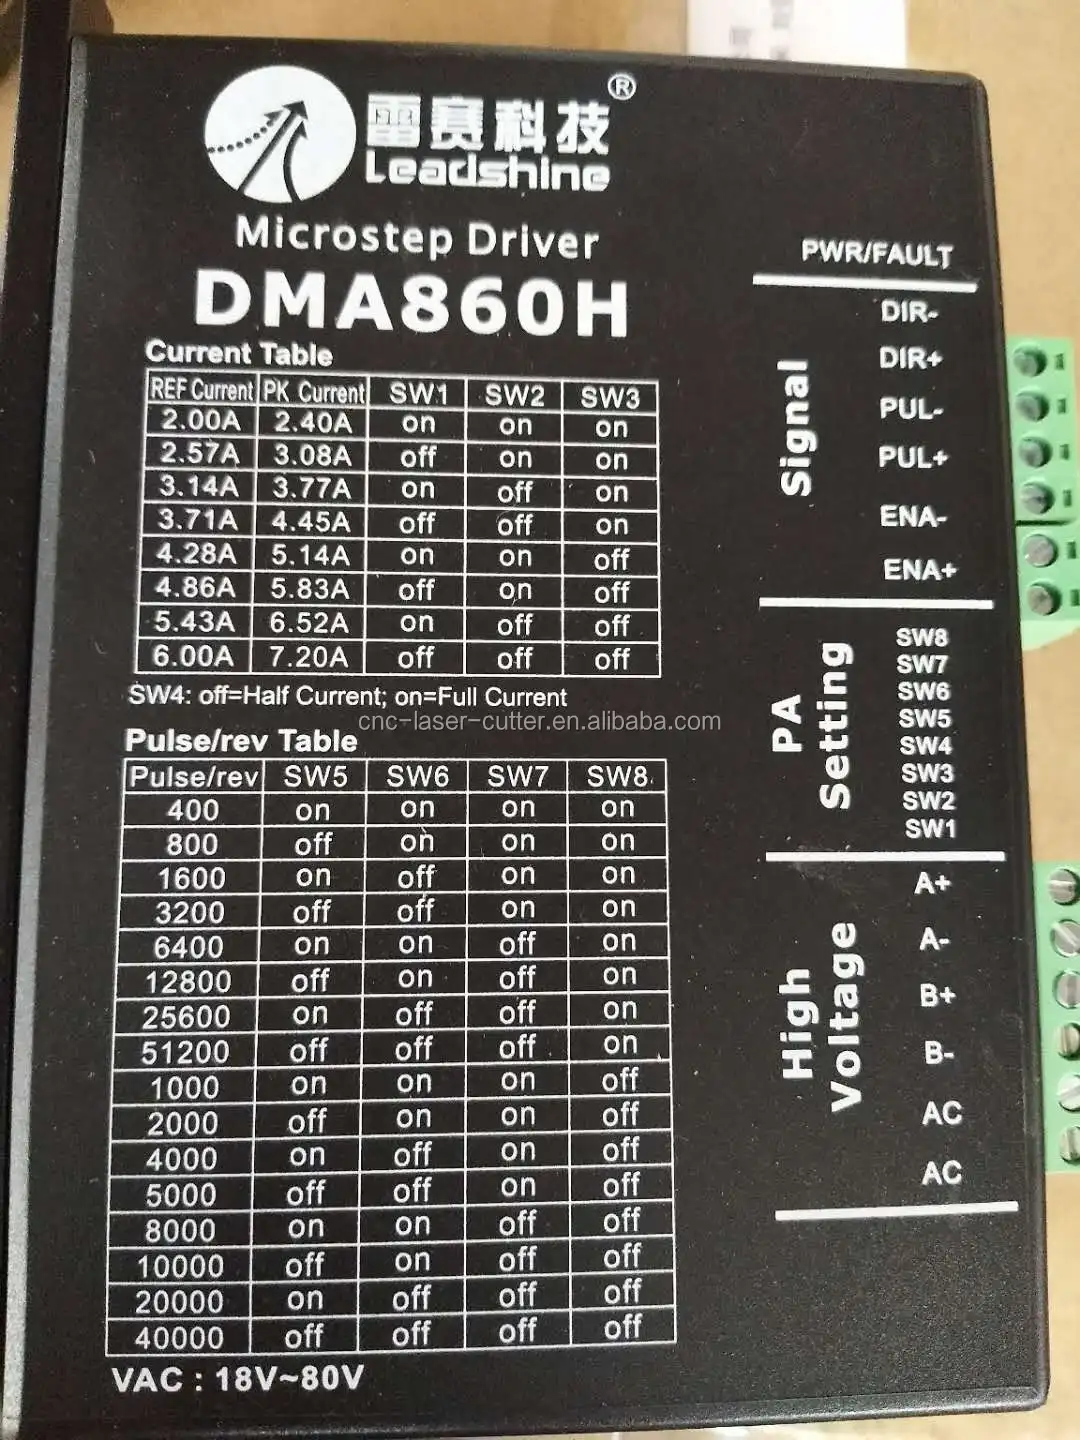 雷赛科技®
Leadshine
Microstep Driver
DMA860H
Current Table
REF Current PK Current SW1 SW2 SW3
2.00A 2.40A on on on
2.57A 3.08A off on on
3.14A 3.77A on off on
3.71A 4.45A off off on
4.28A 5.14A on on off
4.86A 5.83A off on off
5.43A 6.52A on off off
6.00A 7.20A off off off
SW4: off=Half Current; on=Full Current
cnc-laser-cutter.en.alibaba.com
Pulse/rev Table
Pulse/rev SW5 SW6 SW7 SW8
400 on on on on
800 off on on on
1600 on off on on
3200 off off on on
6400 on on off on
12800 off on off on
25600 on off off on
51200 off off off on
1000 on on on off
2000 off on on off
4000 on off on off
5000 off off on off
8000 on on off off
10000 off on off off
20000 on off off off
40000 off off off off
VAC : 18V~80V
PWR/FAULT
Signal
DIR-
DIR+
PUL-
PUL+
ENA-
ENA+
PA
Setting
SW8
SW7
SW6
SW5
SW4
SW3
SW2
SW1
High
Voltage
A+
A-
B+
B-
AC
AC